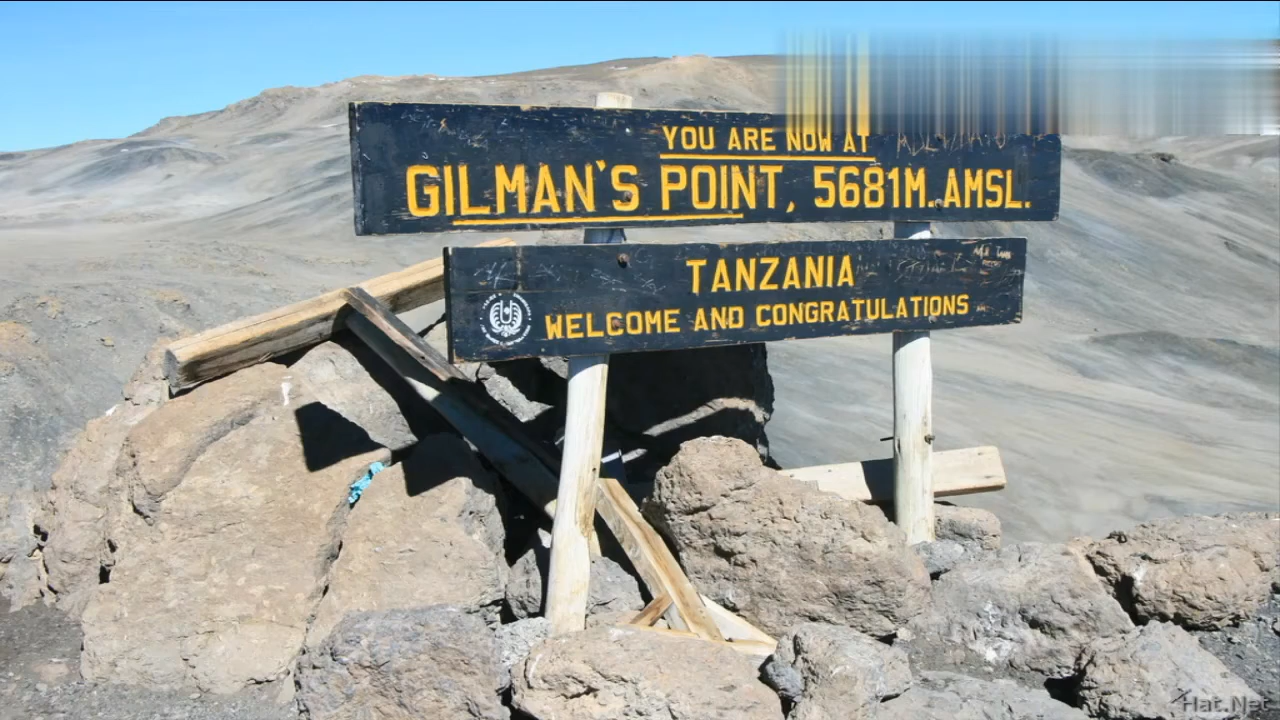 YOU ARE NOW AT
GILMAN'S POINT, 5681M. AMSL.
TANZANIA
WELCOME AND CONGRATULATIONS
Hat.Net